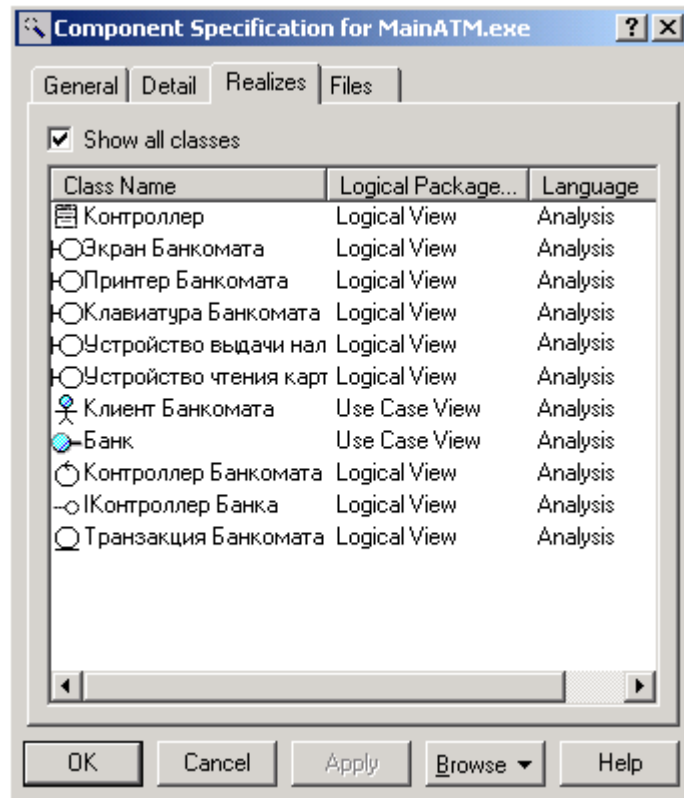 Component Specification for MainATM.exe
General Detail Realizes Files
Show all classes
Class Name Logical Package... Language
Контроллер Logical View Analysis
Экран Банкомата Logical View Analysis
Принтер Банкомата Logical View Analysis
Клавиатура Банкомата Logical View Analysis
Устройство выдачи нал Logical View Analysis
Устройство чтения карт Logical View Analysis
Клиент Банкомата Use Case View Analysis
Банк Use Case View Analysis
Контроллер Банкомата Logical View Analysis
IКонтроллер Банка Logical View Analysis
Транзакция Банкомата Logical View Analysis
OK Cancel Apply Browse Help